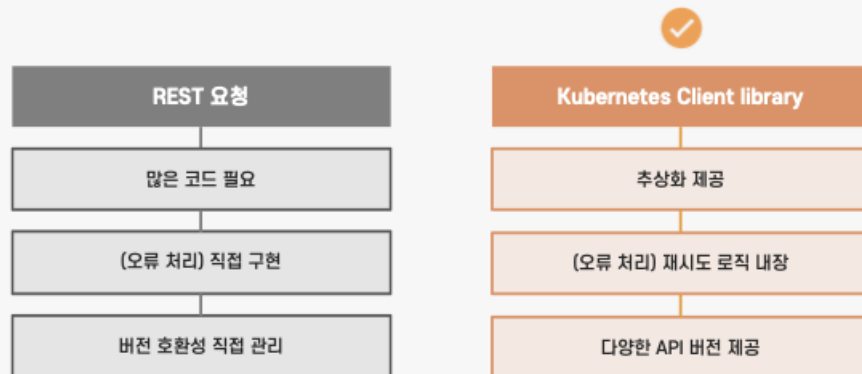 REST 요청
많은 코드 필요
(오류 처리) 직접 구현
버전 호환성 직접 관리
Kubernetes Client library
추상화 제공
(오류 처리) 재시도 로직 내장
다양한 API 버전 제공